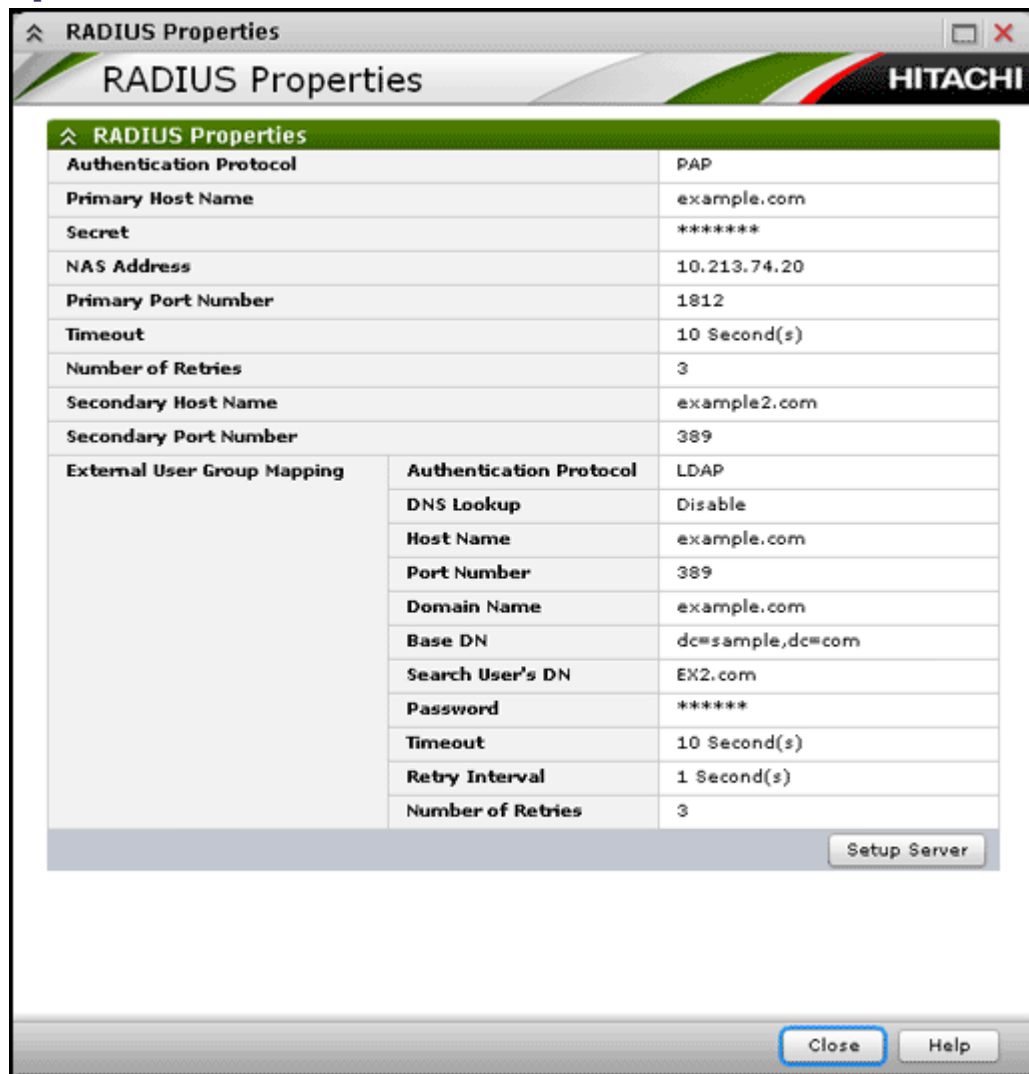 RADIUS Properties
RADIUS Properties
HITACHI
RADIUS Properties
Authentication Protocol PAP
Primary Host Name example.com
Secret *******
NAS Address 10.213.74.20
Primary Port Number 1812
Timeout 10 Second(s)
Number of Retries 3
Secondary Host Name example2.com
Secondary Port Number 389
External User Group Mapping Authentication Protocol LDAP
DNS Lookup Disable
Host Name example.com
Port Number 389
Domain Name example.com
Base DN dc=sample,dc=com
Search User's DN EX2.com
Password ******
Timeout 10 Second(s)
Retry Interval 1 Second(s)
Number of Retries 3
Setup Server
Close Help